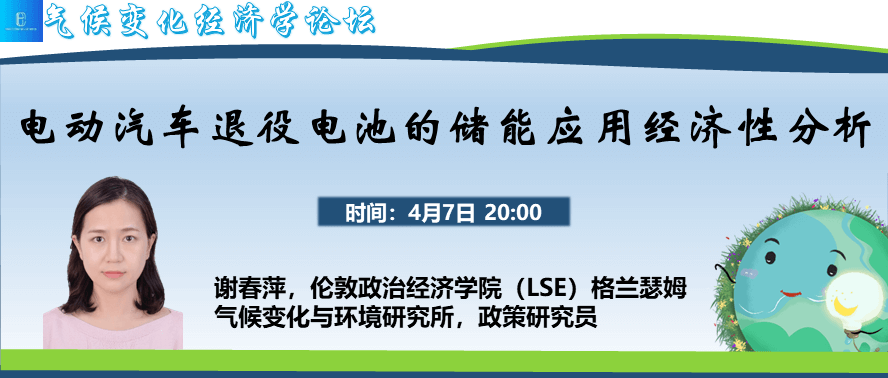 气候变化经济学论坛
电动汽车退役电池的储能应用经济性分析
时间：4月7日 20:00
谢春萍，伦敦政治经济学院（LSE）格兰瑟姆
气候变化与环境研究所，政策研究员